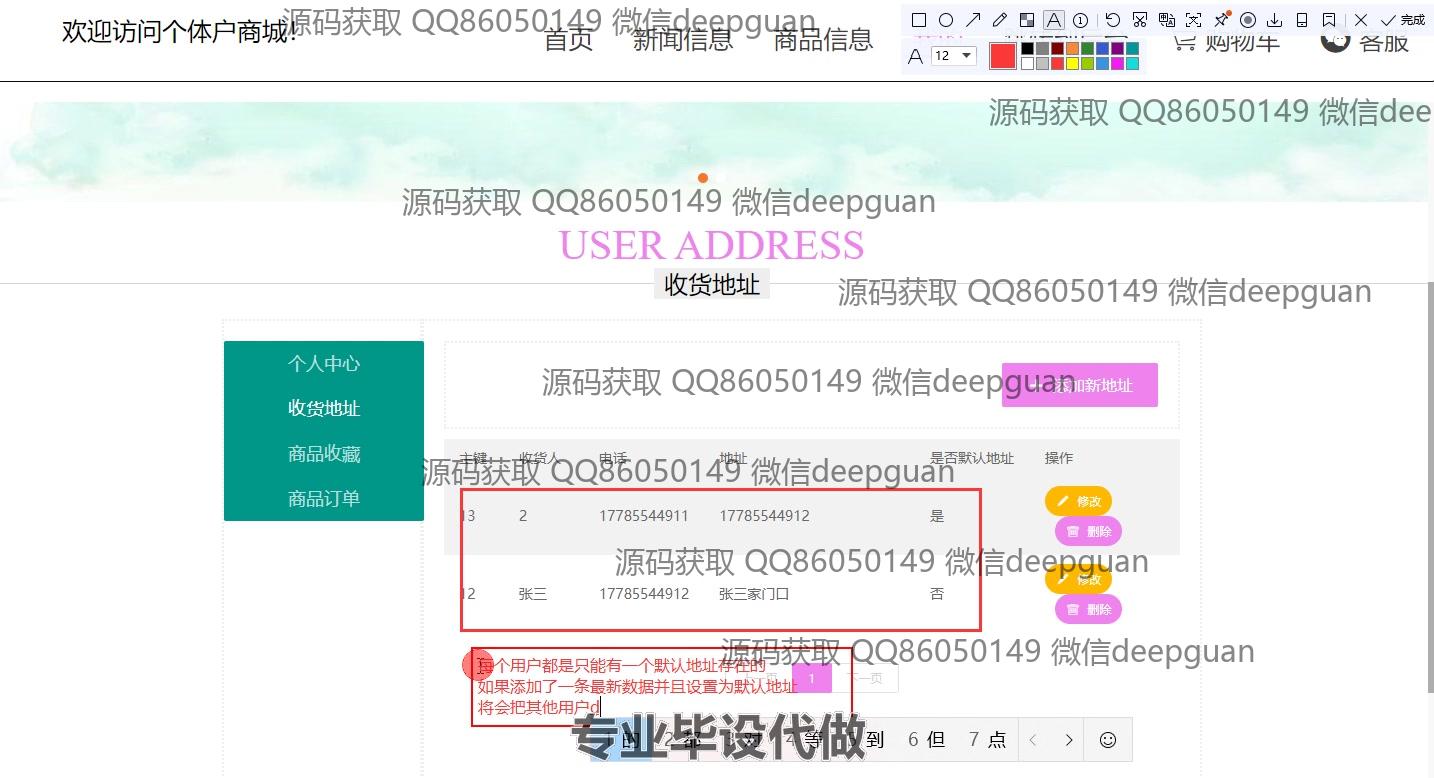 欢迎访问个体户商城!
源码获取 QQ86050149 微信deepguan
首页
新闻信息
商品信息
购物车
客服
A
12
完成
源码获取 QQ86050149 微信dee
源码获取 QQ86050149 微信deepguan
USER ADDRESS
收货地址
源码获取 QQ86050149 微信deepguan
个人中心
收货地址
商品收藏
商品订单
源码获取 QQ86050149 微信deepguan
添加新地址
主键 收货人 电话 地址 是否默认地址 操作
源码获取 QQ86050149 微信deepguan
13 2 17785544911 17785544912 是
修改
删除
源码获取 QQ86050149 微信deepguan
12 张三 17785544912 张三家门口 否
修改
删除
源码获取 QQ86050149 微信deepguan
每个用户都是只能有一个默认地址存在的
如果添加了一条最新数据并且设置为默认地址
将会把其他用户d
上一页 1 下一页
1 的 2 都 3 对 4 等 5 到 6 但 7 点
专业毕设代做